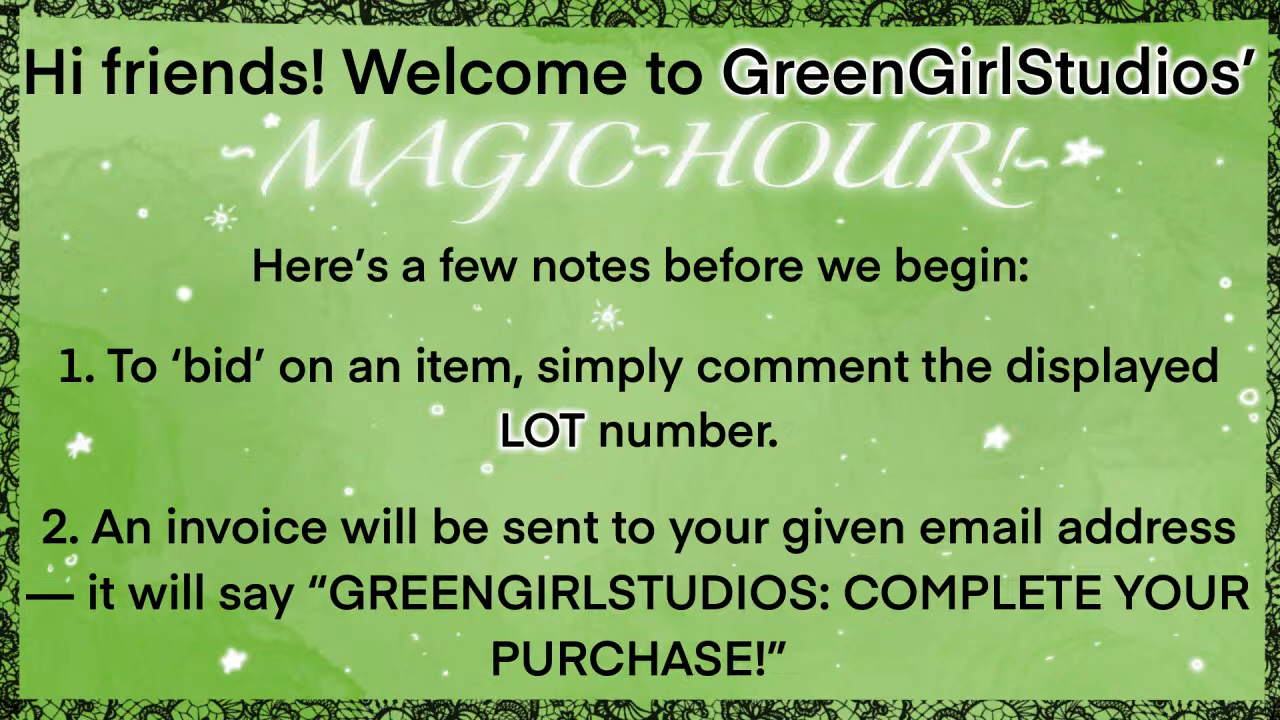 Hi friends! Welcome to GreenGirlStudios’
~MAGIC~HOUR!~
Here’s a few notes before we begin:
1. To ‘bid’ on an item, simply comment the displayed
LOT number.
2. An invoice will be sent to your given email address
— it will say “GREENGIRLSTUDIOS: COMPLETE YOUR
PURCHASE!”